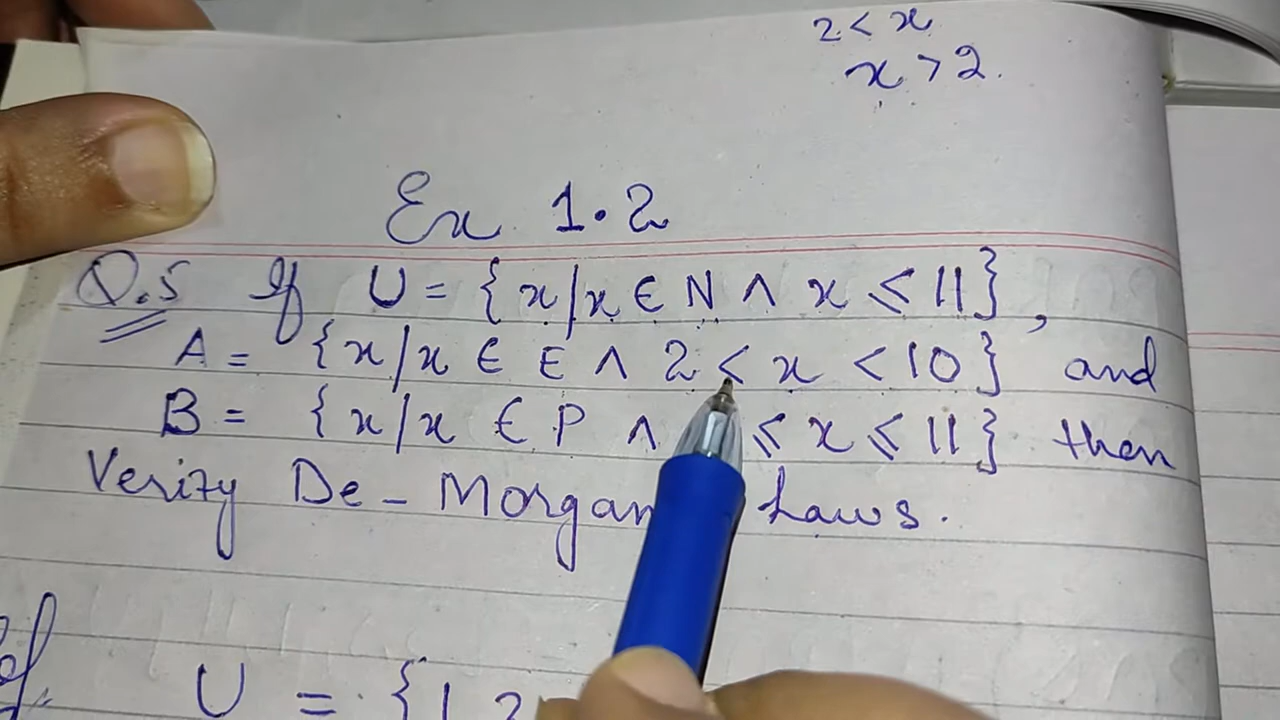 2 < x
x > 2.
Ex 1.2
Q.5 If U = {x/x ∈ N ∧ x ≤ 11},
A = {x/x ∈ E ∧ 2 < x < 10} and
B = {x/x ∈ P ∧ ≤ x ≤ 11} then
Verify De-Morgan Laws.
U = {1, 2